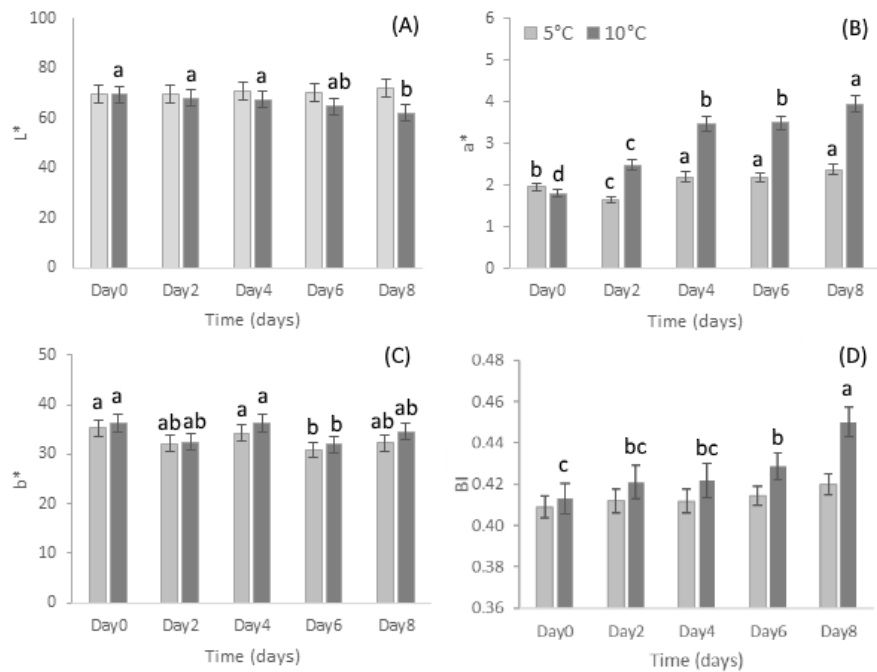 100
80
60
40
20
0
L*
(A)
a
a
a
ab
b
Day0 Day2 Day4 Day6 Day8
Time (days)
6
5
4
3
2
1
0
a*
5°C 10°C
(B)
b d c c a b a b a a
Day0 Day2 Day4 Day6 Day8
Time (days)
50
40
30
20
10
0
b*
(C)
a a ab ab a a b b ab ab
Day0 Day2 Day4 Day6 Day8
Time (days)
0.48
0.46
0.44
0.42
0.40
0.38
0.36
BI
(D)
c
bc
bc
b
a
Day0 Day2 Day4 Day6 Day8
Time (days)